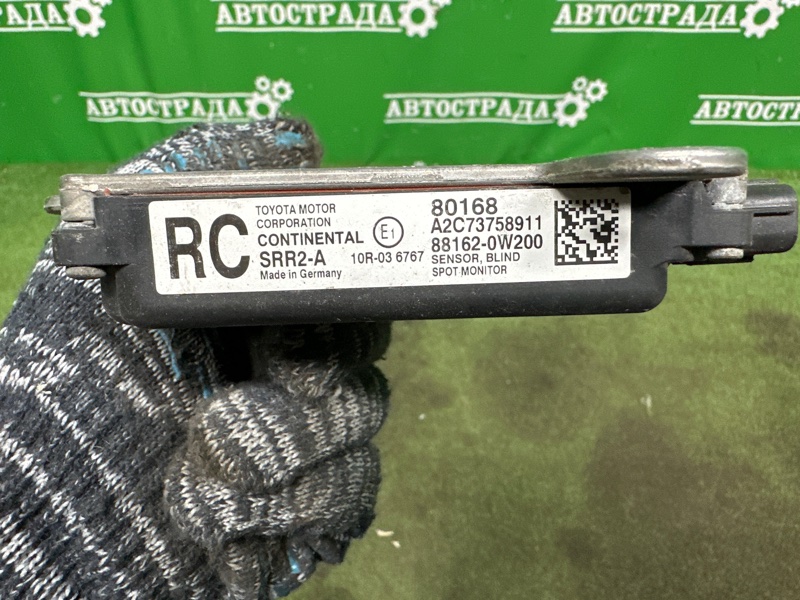 АВТОСТРАДА
АВТОСТРАДА
АВТОСТРАДА
АВТОСТРАДА
АВТОСТРАДА
RC
TOYOTA MOTOR
CORPORATION
CONTINENTAL
SRR2-A
Made in Germany
E1
10R-03 6767
80168
A2C73758911
88162-0W200
SENSOR, BLIND
SPOT MONITOR